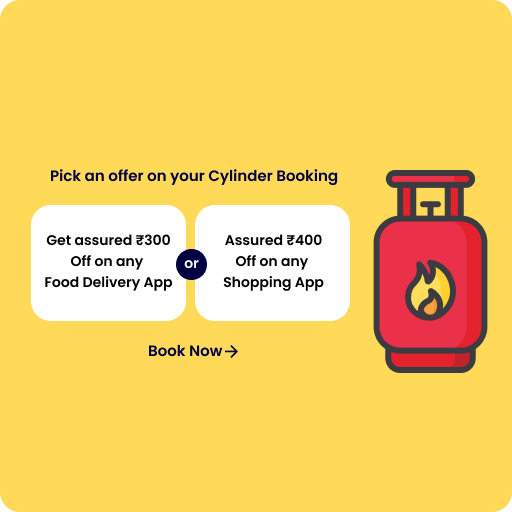 Pick an offer on your Cylinder Booking
Get assured ₹300
Off on any
Food Delivery App
or
Assured ₹400
Off on any
Shopping App
Book Now→